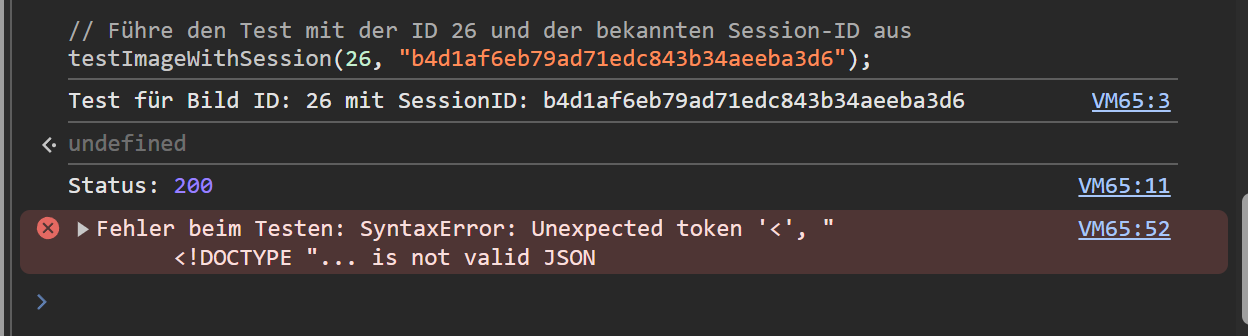 // Führe den Test mit der ID 26 und der bekannten Session-ID aus
testImageWithSession(26, "b4d1af6eb79ad71edc843b34aeeba3d6");
Test für Bild ID: 26 mit SessionID: b4d1af6eb79ad71edc843b34aeeba3d6 VM65:3
undefined
Status: 200 VM65:11
Fehler beim Testen: SyntaxError: Unexpected token '<', " VM65:52
<!DOCTYPE "... is not valid JSON